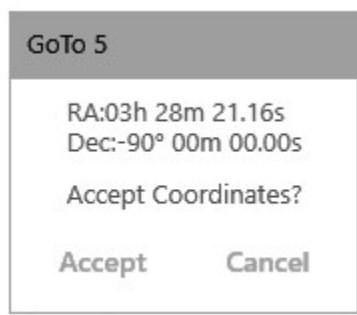 GoTo 5
RA:03h 28m 21.16s
Dec:-90° 00m 00.00s
Accept Coordinates?
Accept Cancel